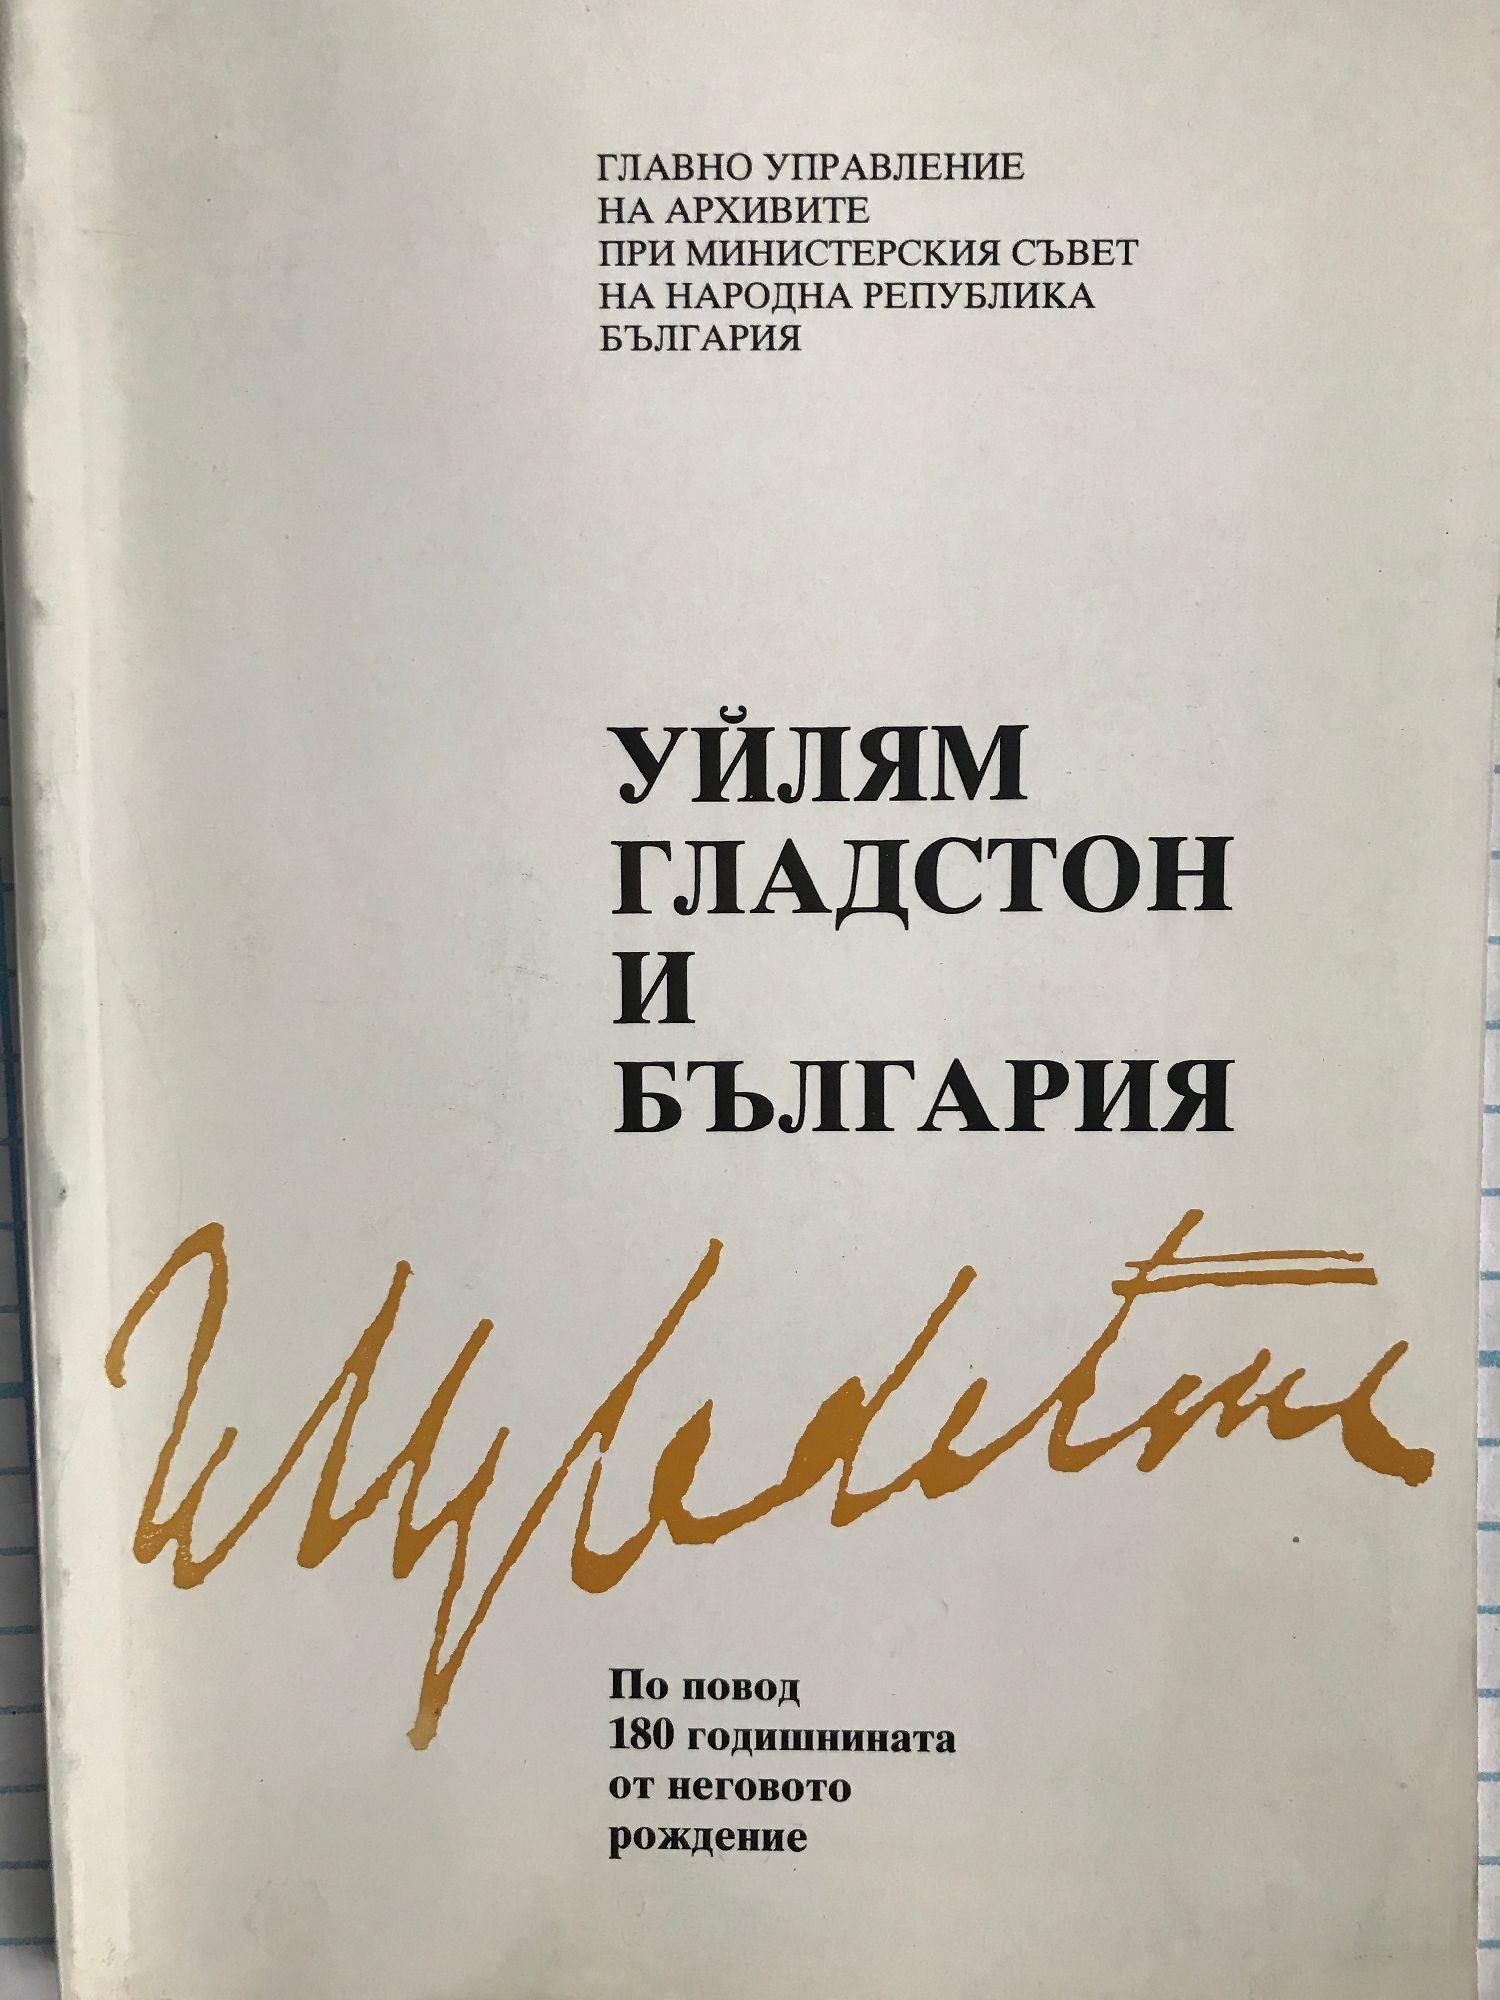 ГЛАВНО УПРАВЛЕНИЕ
НА АРХИВИТЕ
ПРИ МИНИСТЕРСКИЯ СЪВЕТ
НА НАРОДНА РЕПУБЛИКА
БЪЛГАРИЯ
УЙЛЯМ
ГЛАДСТОН
И
БЪЛГАРИЯ
По повод
180 годишнината
от неговото
рождение